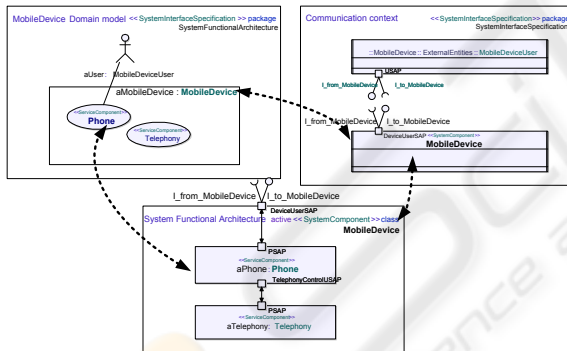 MobileDevice Domain model <<SystemInterfaceSpecification >> package
SystemFunctionalArchitecture
aUser: MobileDeviceUser
aMobileDevice : MobileDevice
<<ServiceComponent>>
Phone
<<ServiceComponent>>
Telephony
Communication context <<SystemInterfaceSpecification>> package
SystemInterfaceSpecification
::MobileDevice::ExternalEntities::MobileDeviceUser
USAP
I_from_MobileDevice I_to_MobileDevice
I_from_MobileDevice I_to_MobileDevice
DeviceUserSAP <<SystemComponent>>
MobileDevice
I_from_MobileDevice I_to_MobileDevice
DeviceUserSAP
System Functional Architecture active <<SystemComponent>>class
MobileDevice
PSAP
<<ServiceComponent>>
aPhone: Phone
TelephonyControlUSAP
PSAP
<<ServiceComponent>>
aTelephony: Telephony